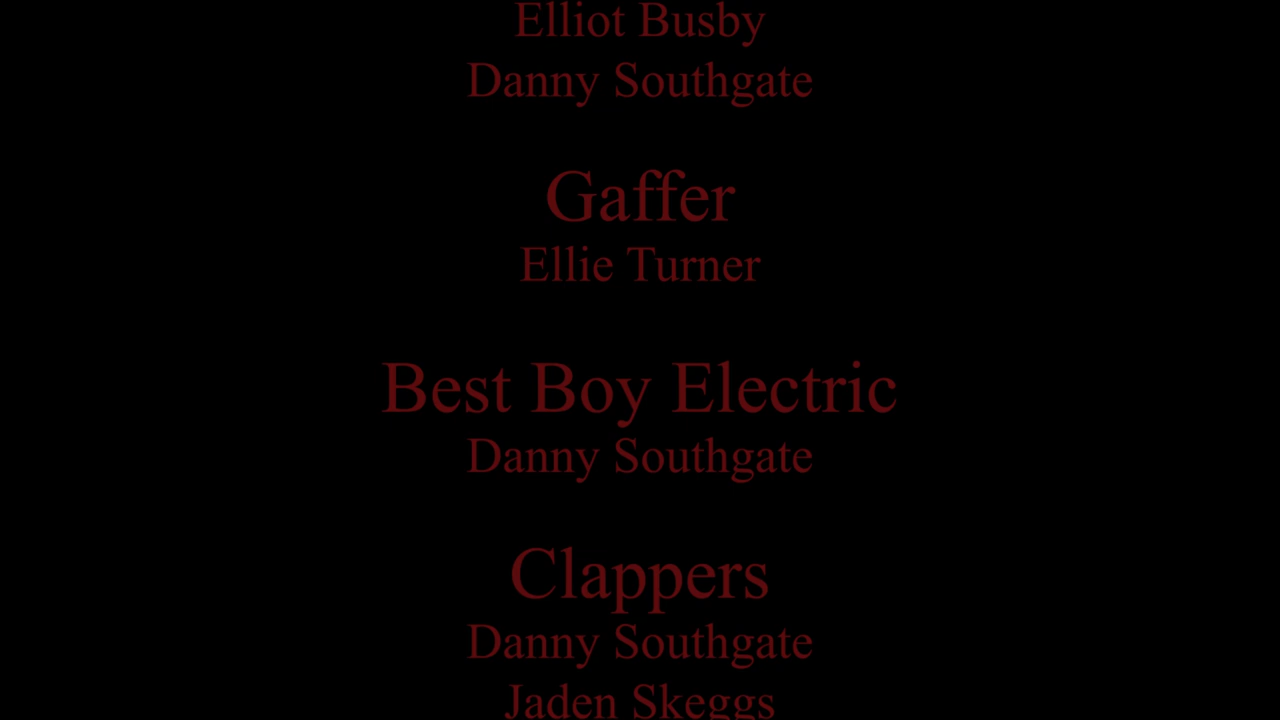 Elliot Busby
Danny Southgate
Gaffer
Ellie Turner
Best Boy Electric
Danny Southgate
Clappers
Danny Southgate
Jaden Skeggs